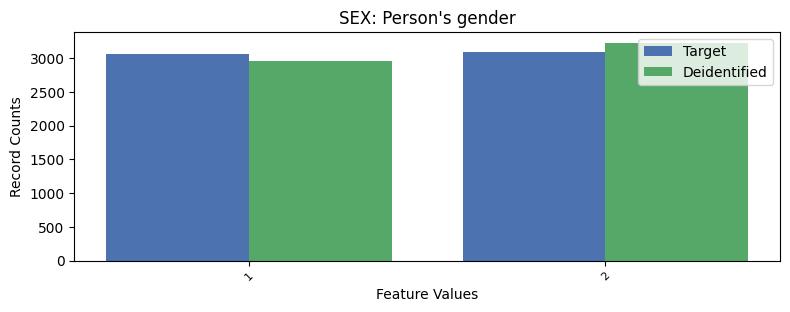 SEX: Person's gender
Target
Deidentified
Record Counts
3000
2500
2000
1500
1000
500
0
1
2
Feature Values